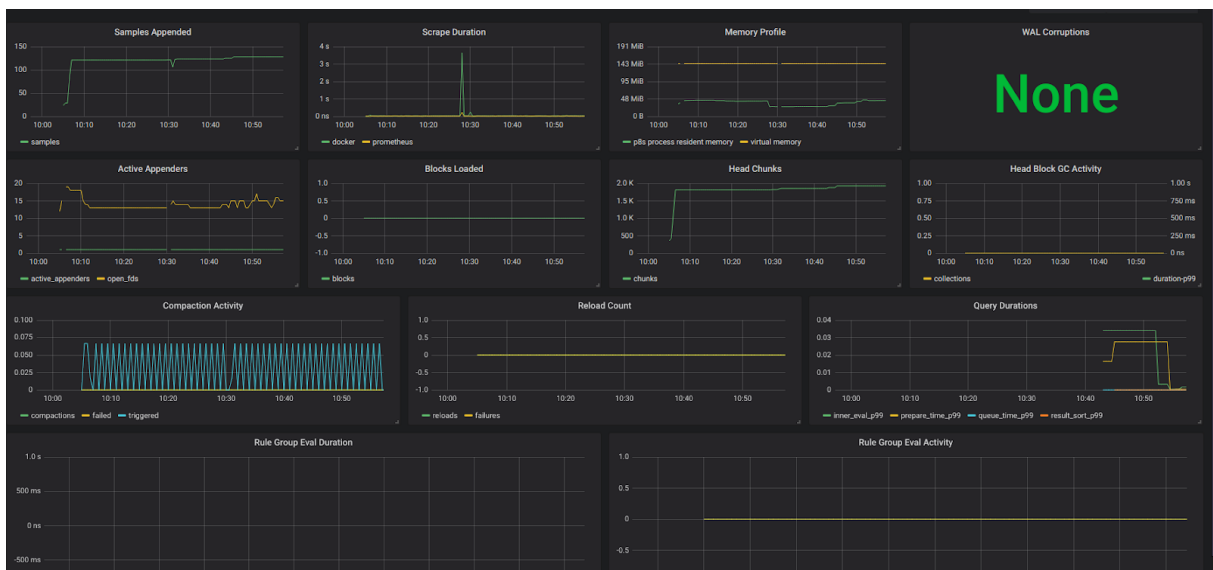 Samples Appended
150
100
50
0
10:00 10:10 10:20 10:30 10:40 10:50
samples
Scrape Duration
4 s
3 s
2 s
1 s
0 ns
10:00 10:10 10:20 10:30 10:40 10:50
docker prometheus
Memory Profile
191 MiB
143 MiB
95 MiB
48 MiB
0 B
10:00 10:10 10:20 10:30 10:40 10:50
p8s process resident memory virtual memory
WAL Corruptions
None
Active Appenders
20
15
10
5
0
10:00 10:10 10:20 10:30 10:40 10:50
active_appenders open_fds
Blocks Loaded
1.0
0.5
0
-0.5
-1.0
10:00 10:10 10:20 10:30 10:40 10:50
blocks
Head Chunks
2.0 K
1.5 K
1.0 K
500
0
10:00 10:10 10:20 10:30 10:40 10:50
chunks
Head Block GC Activity
1.00 1.00 s
0.75 750 ms
0.50 500 ms
0.25 250 ms
0 0 ns
10:00 10:10 10:20 10:30 10:40 10:50
collections duration-p99
Compaction Activity
0.100
0.075
0.050
0.025
0
10:00 10:10 10:20 10:30 10:40 10:50
compactions failed triggered
Reload Count
1.0
0.5
0
-0.5
-1.0
10:00 10:10 10:20 10:30 10:40 10:50
reloads failures
Query Durations
0.04
0.03
0.02
0.01
0
10:00 10:10 10:20 10:30 10:40 10:50
inner_eval_p99 prepare_time_p99 queue_time_p99 result_sort_p99
Rule Group Eval Duration
1.0 s
500 ms
0 ns
-500 ms
Rule Group Eval Activity
1.0
0.5
0
-0.5